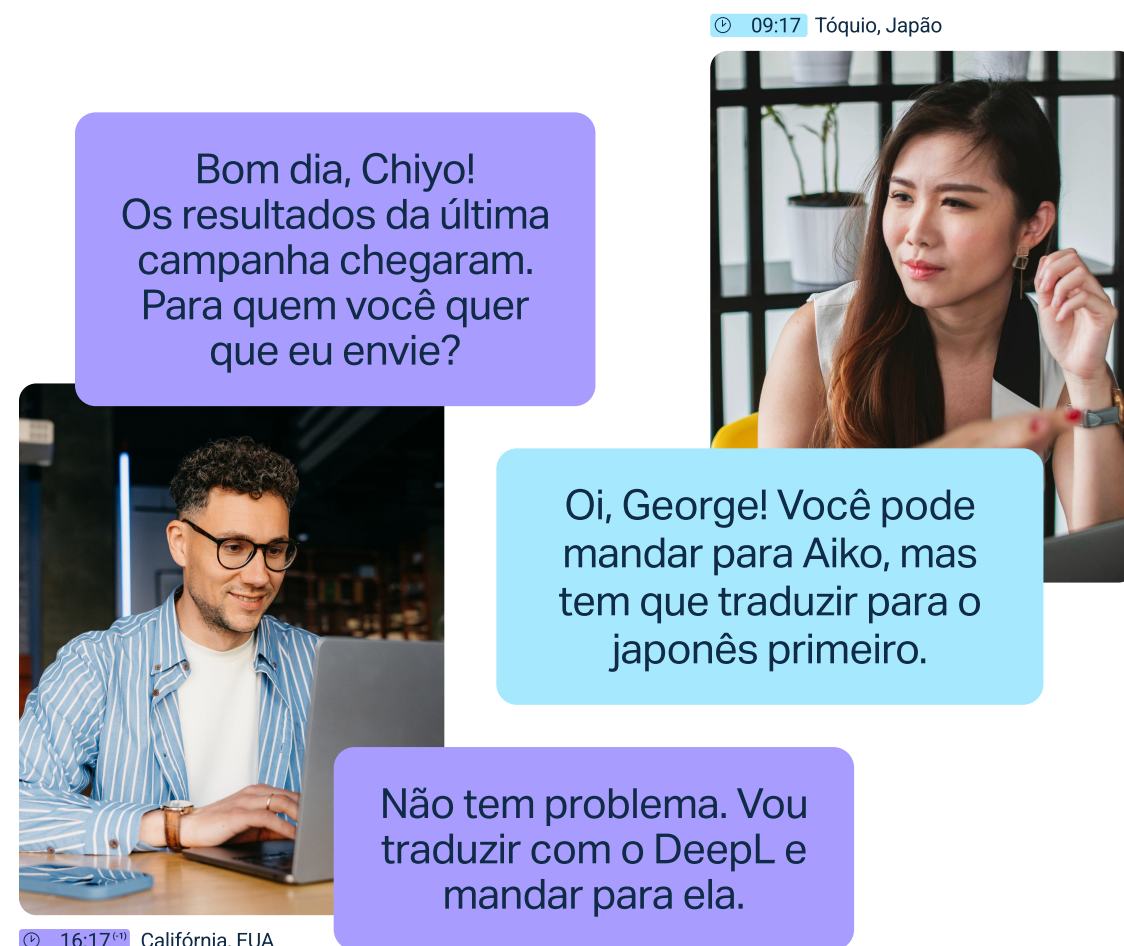 09:17 Tóquio, Japão
Bom dia, Chiyo!
Os resultados da última
campanha chegaram.
Para quem você quer
que eu envie?
Oi, George! Você pode
mandar para Aiko, mas
tem que traduzir para o
japonês primeiro.
Não tem problema. Vou
traduzir com o DeepL e
mandar para ela.
16:17(-1) Califórnia, EUA